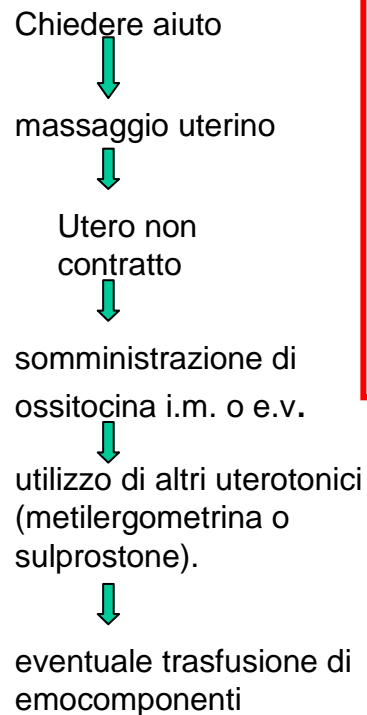 Chiedere aiuto
massaggio uterino
Utero non
contratto
somministrazione di
ossitocina i.m. o e.v.
utilizzo di altri uterotonici
(metilergometrina o
sulprostone).
eventuale trasfusione di
emocomponenti